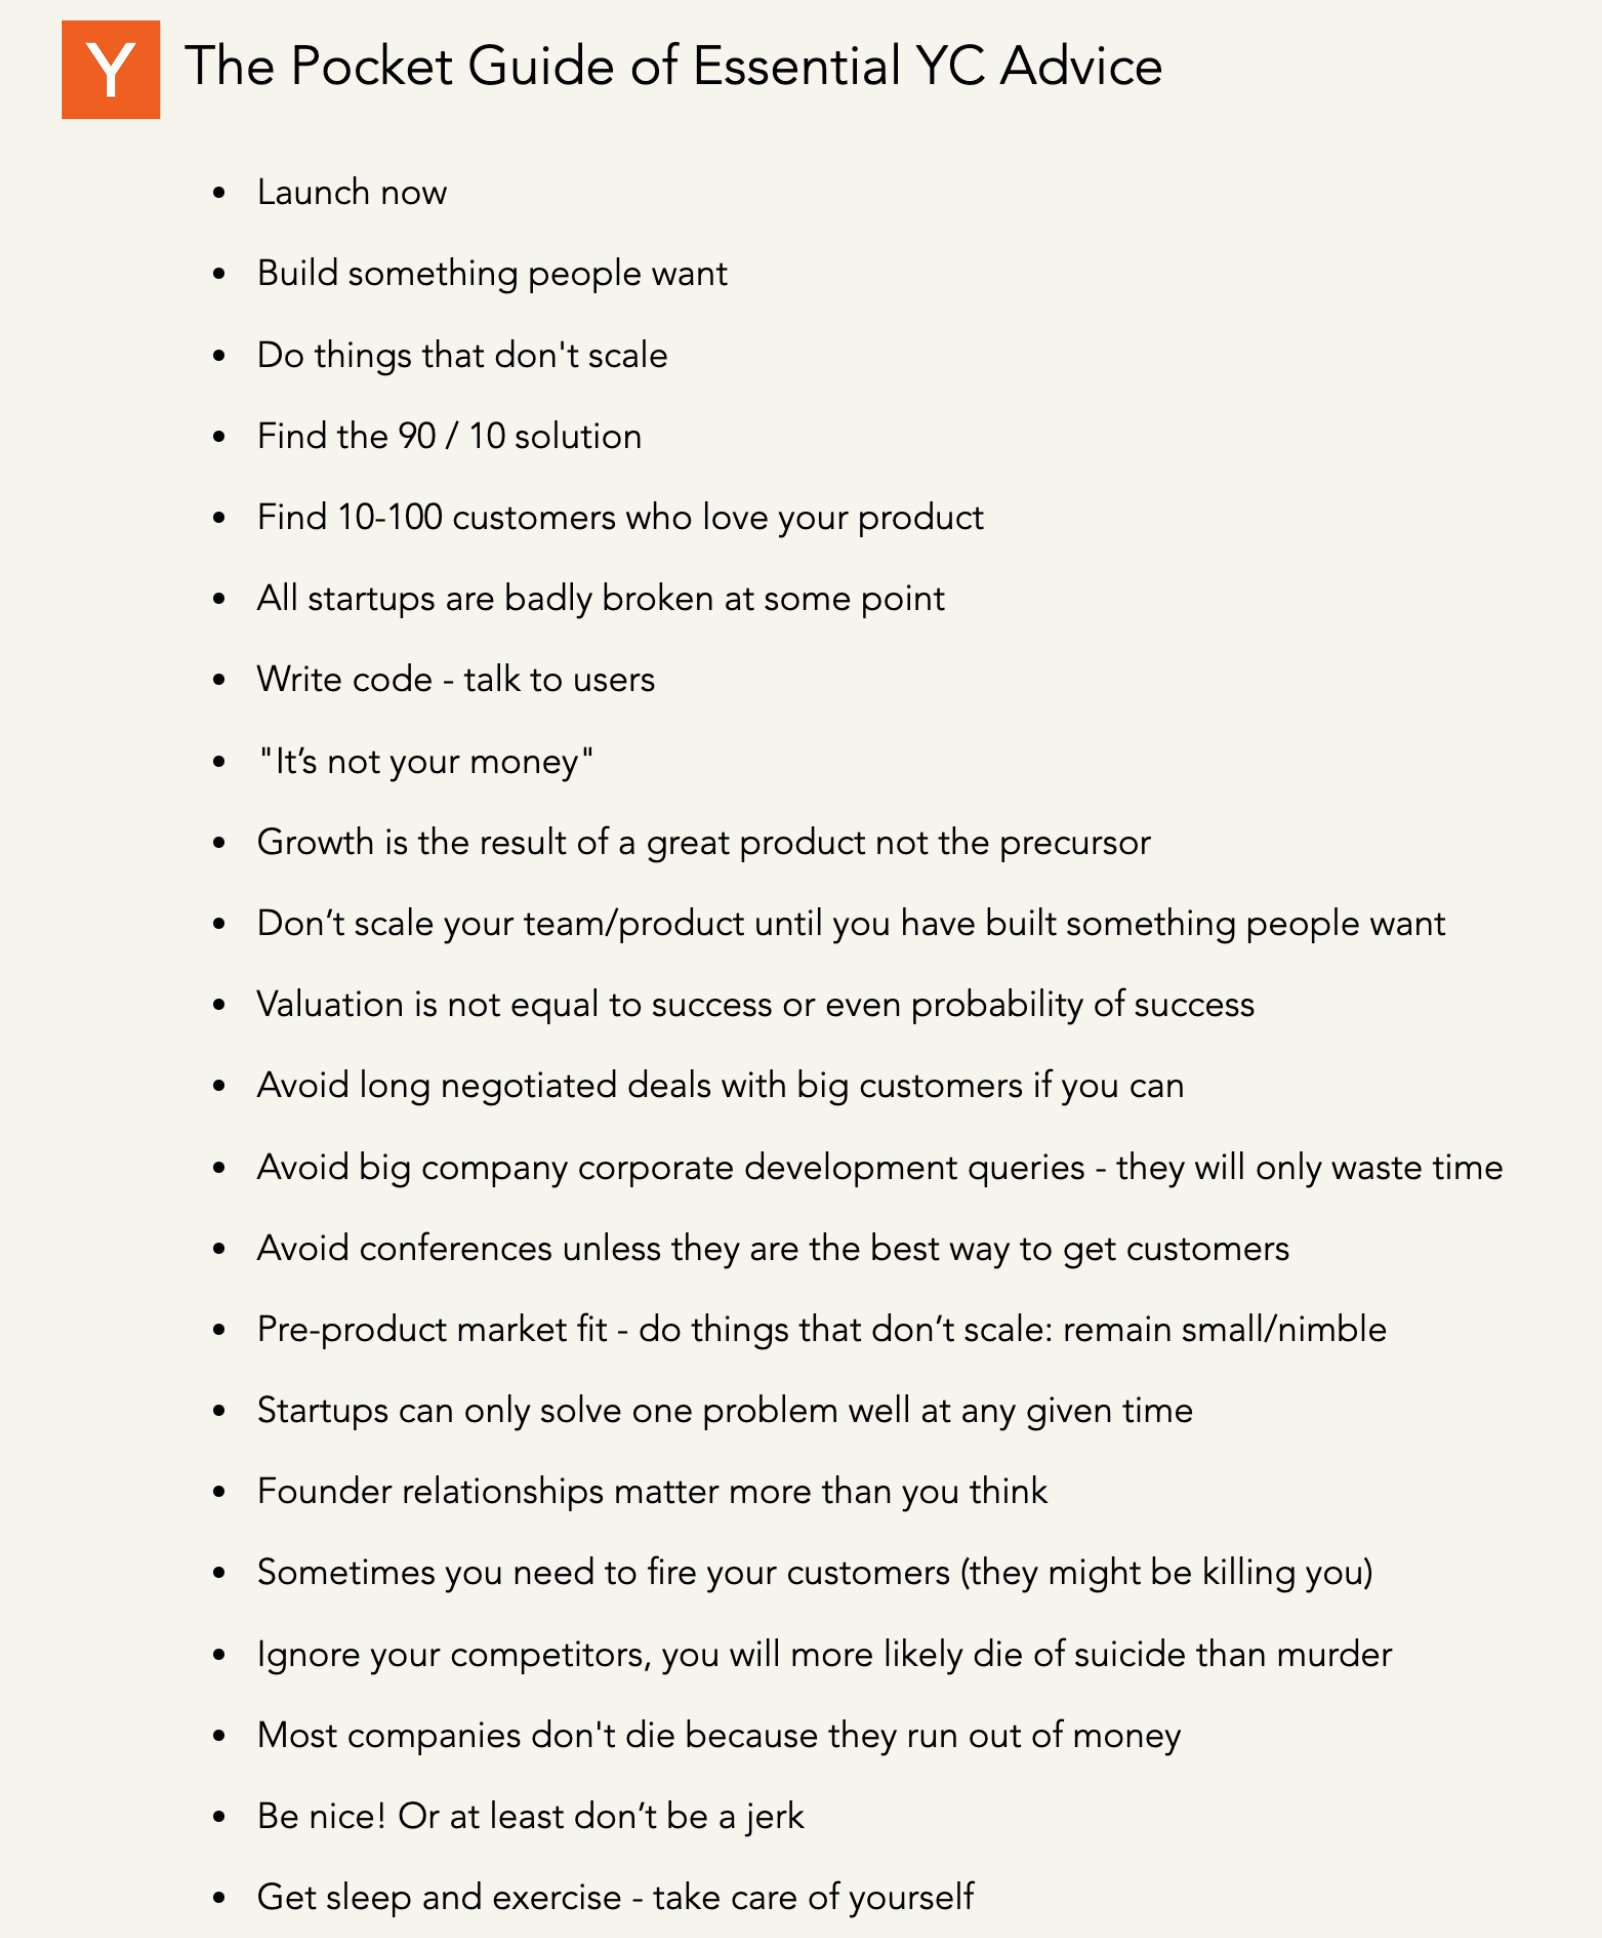 Y The Pocket Guide of Essential YC Advice
• Launch now
• Build something people want
• Do things that don't scale
• Find the 90 / 10 solution
• Find 10-100 customers who love your product
• All startups are badly broken at some point
• Write code - talk to users
• "It’s not your money"
• Growth is the result of a great product not the precursor
• Don’t scale your team/product until you have built something people want
• Valuation is not equal to success or even probability of success
• Avoid long negotiated deals with big customers if you can
• Avoid big company corporate development queries - they will only waste time
• Avoid conferences unless they are the best way to get customers
• Pre-product market fit - do things that don’t scale: remain small/nimble
• Startups can only solve one problem well at any given time
• Founder relationships matter more than you think
• Sometimes you need to fire your customers (they might be killing you)
• Ignore your competitors, you will more likely die of suicide than murder
• Most companies don't die because they run out of money
• Be nice! Or at least don’t be a jerk
• Get sleep and exercise - take care of yourself